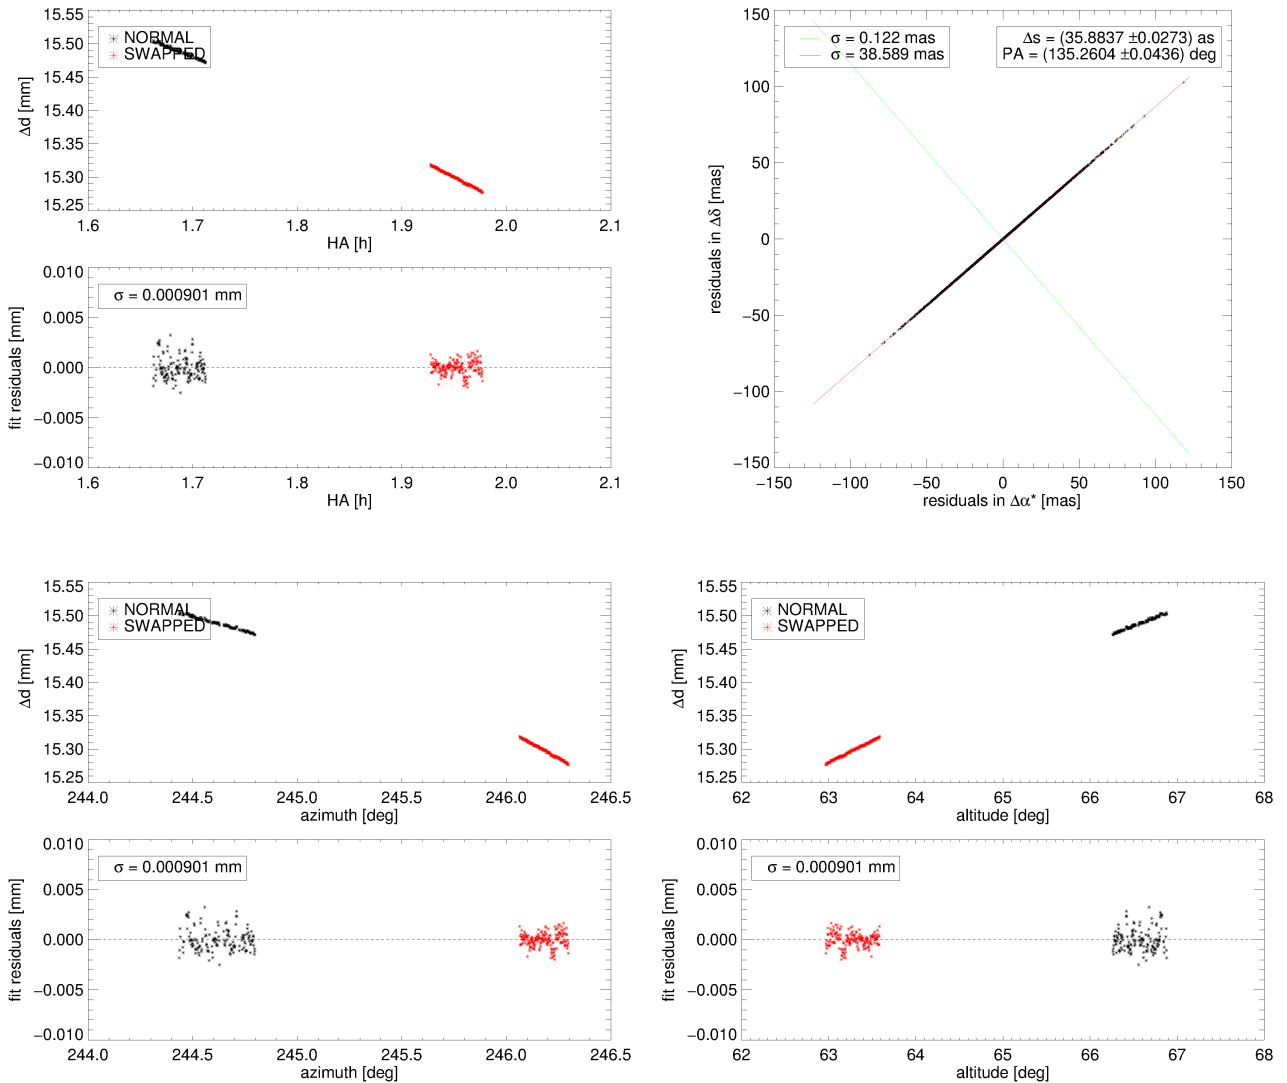 15.55
15.50
15.45
15.40
15.35
15.30
15.25
Δd [mm]
NORMAL
SWAPPED
1.6 1.7 1.8 1.9 2.0 2.1
HA [h]
0.010
0.005
0.000
−0.005
−0.010
fit residuals [mm]
σ = 0.000901 mm
1.6 1.7 1.8 1.9 2.0 2.1
HA [h]
150
100
50
0
−50
−100
−150
residuals in Δδ [mas]
σ = 0.122 mas
σ = 38.589 mas
Δs = (35.8837 ±0.0273) as
PA = (135.2604 ±0.0436) deg
−150 −100 −50 0 50 100 150
residuals in Δα* [mas]
15.55
15.50
15.45
15.40
15.35
15.30
15.25
Δd [mm]
NORMAL
SWAPPED
244.0 244.5 245.0 245.5 246.0 246.5
azimuth [deg]
15.55
15.50
15.45
15.40
15.35
15.30
15.25
Δd [mm]
NORMAL
SWAPPED
62 63 64 65 66 67 68
altitude [deg]
0.010
0.005
0.000
−0.005
−0.010
fit residuals [mm]
σ = 0.000901 mm
244.0 244.5 245.0 245.5 246.0 246.5
azimuth [deg]
0.010
0.005
0.000
−0.005
−0.010
fit residuals [mm]
σ = 0.000901 mm
62 63 64 65 66 67 68
altitude [deg]